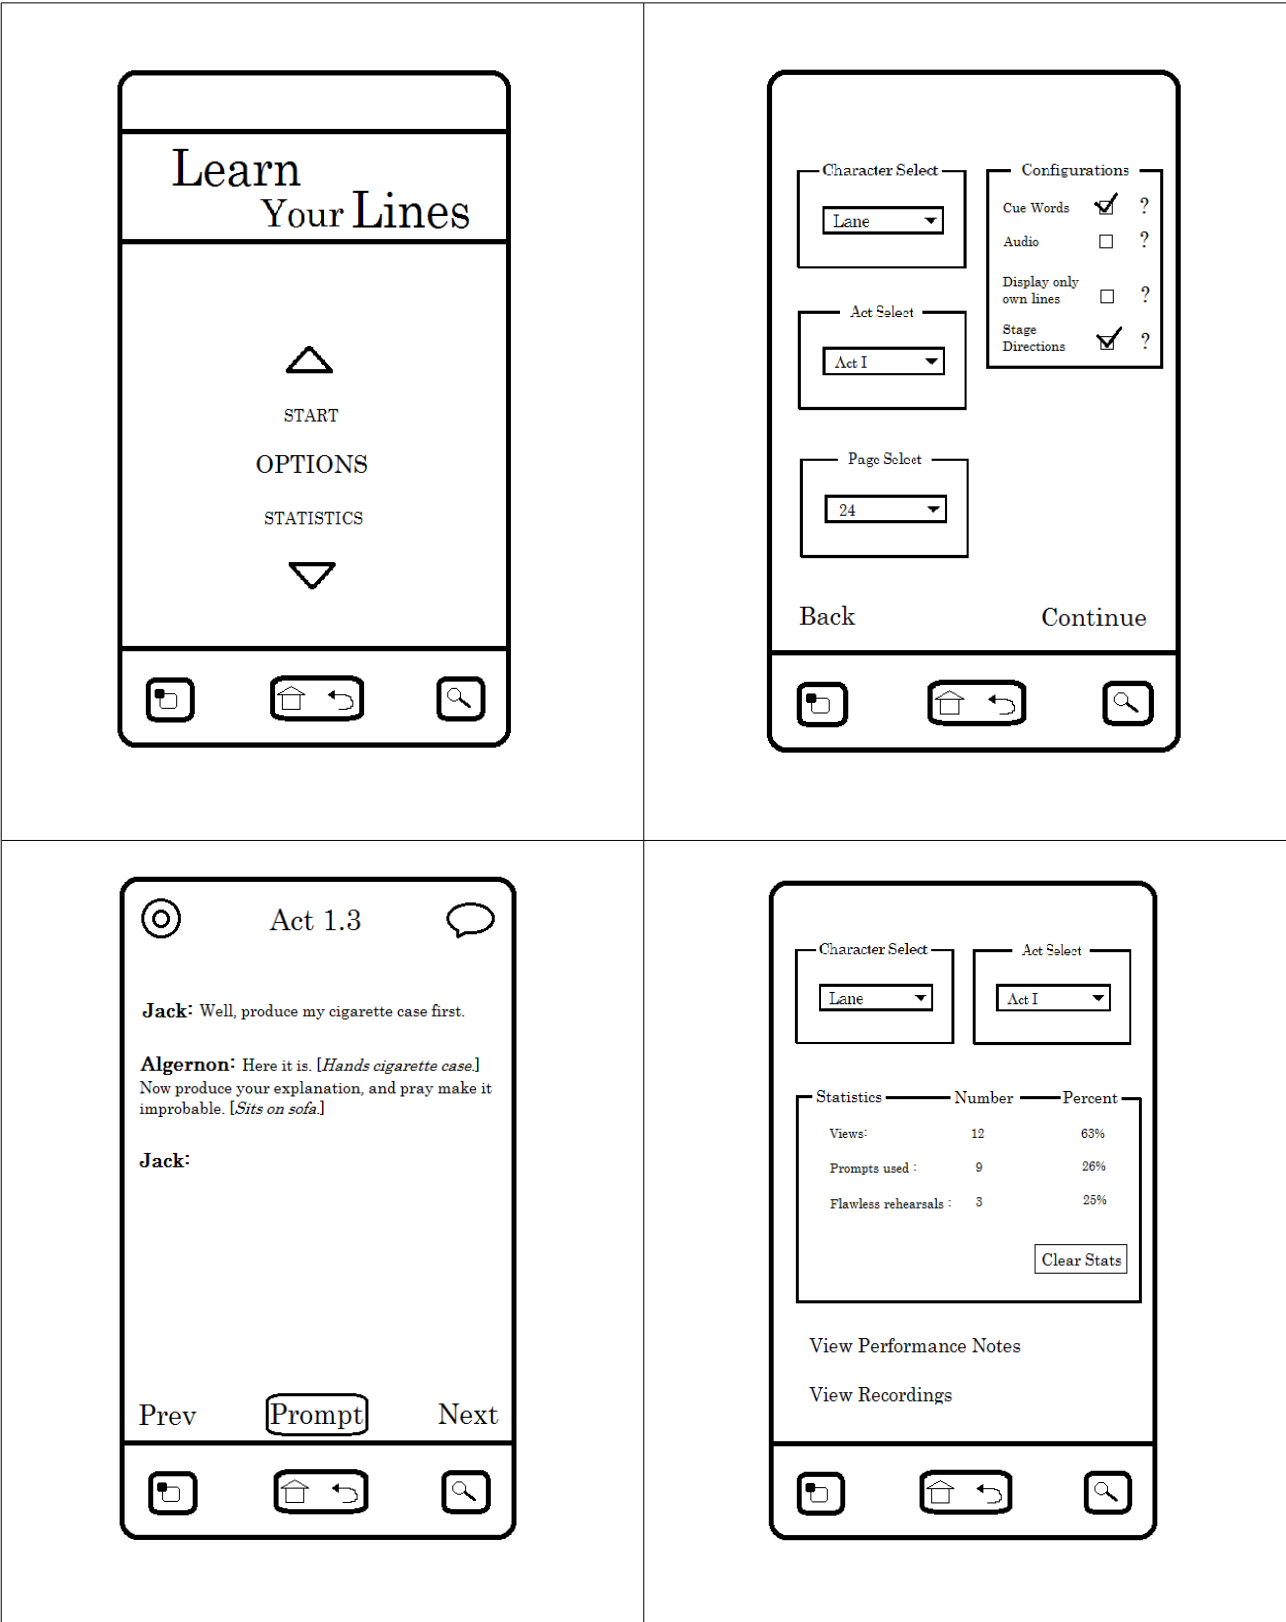 Learn
Your Lines
START
OPTIONS
STATISTICS
Character Select
Lane
Act Select
Act I
Page Select
24
Configurations
Cue Words ?
Audio ?
Display only
own lines ?
Stage
Directions ?
Back Continue
Act 1.3
Jack: Well, produce my cigarette case first.
Algernon: Here it is. [Hands cigarette case.]
Now produce your explanation, and pray make it
improbable. [Sits on sofa.]
Jack:
Prev Prompt Next
Character Select
Lane
Act Select
Act I
Statistics Number Percent
Views: 12 63%
Prompts used : 9 26%
Flawless rehearsals : 3 25%
Clear Stats
View Performance Notes
View Recordings